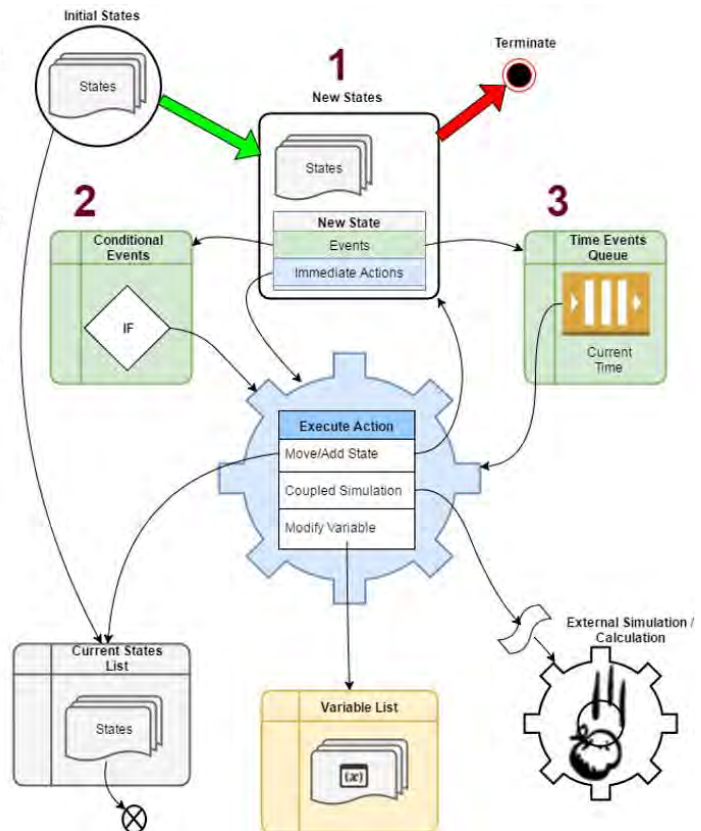 Initial States
States
1
New States
Terminate
States
New State
Events
Immediate Actions
2
Conditional
Events
IF
3
Time Events
Queue
Current
Time
Execute Action
Move/Add State
Coupled Simulation
Modify Variable
Current States
List
States
Variable List
(x)
External Simulation /
Calculation